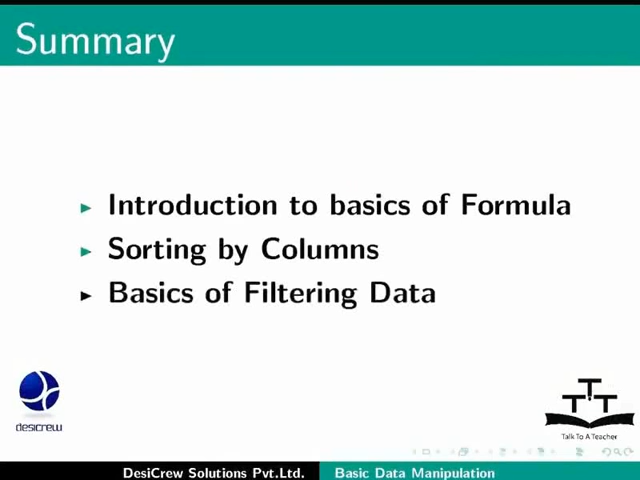 Summary
Introduction to basics of Formula
Sorting by Columns
Basics of Filtering Data
desicrew
TTT
Talk To A Teacher
DesiCrew Solutions Pvt.Ltd.
Basic Data Manipulation